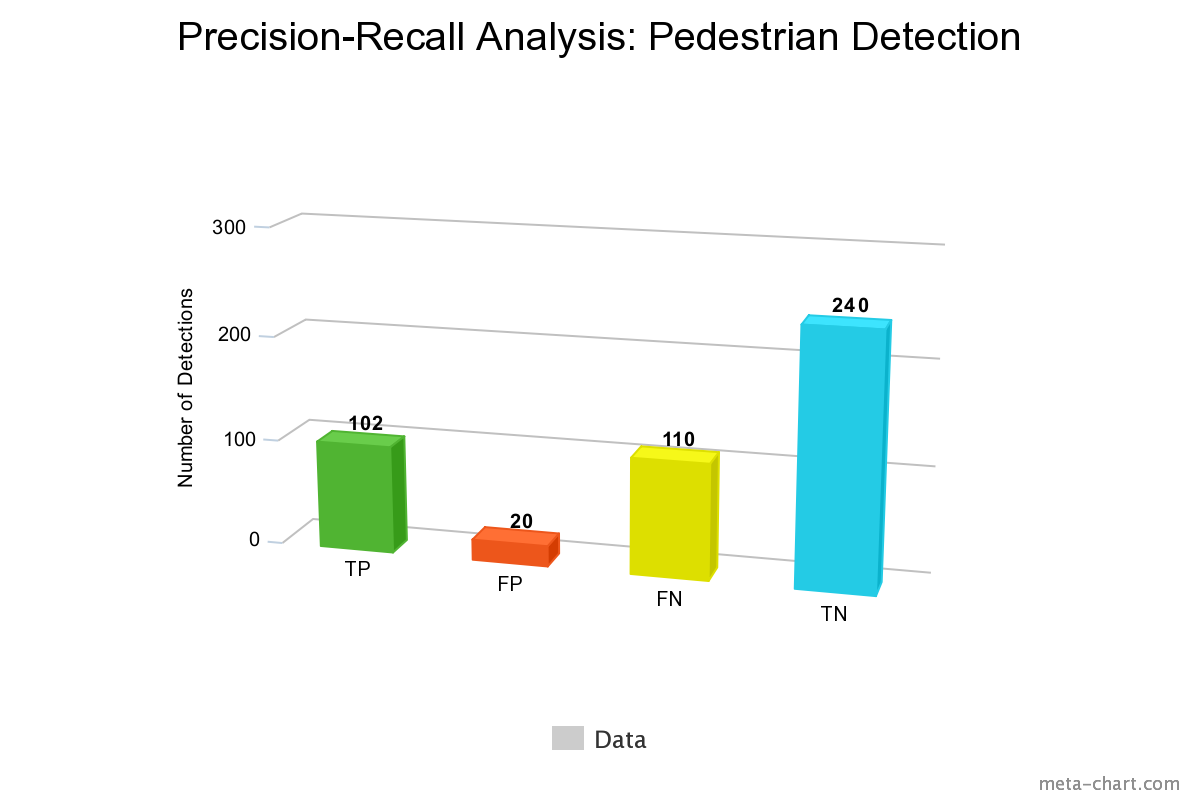 Precision-Recall Analysis: Pedestrian Detection
Number of Detections
300
200
100
0
102
20
110
240
TP
FP
FN
TN
Data
meta-chart.com